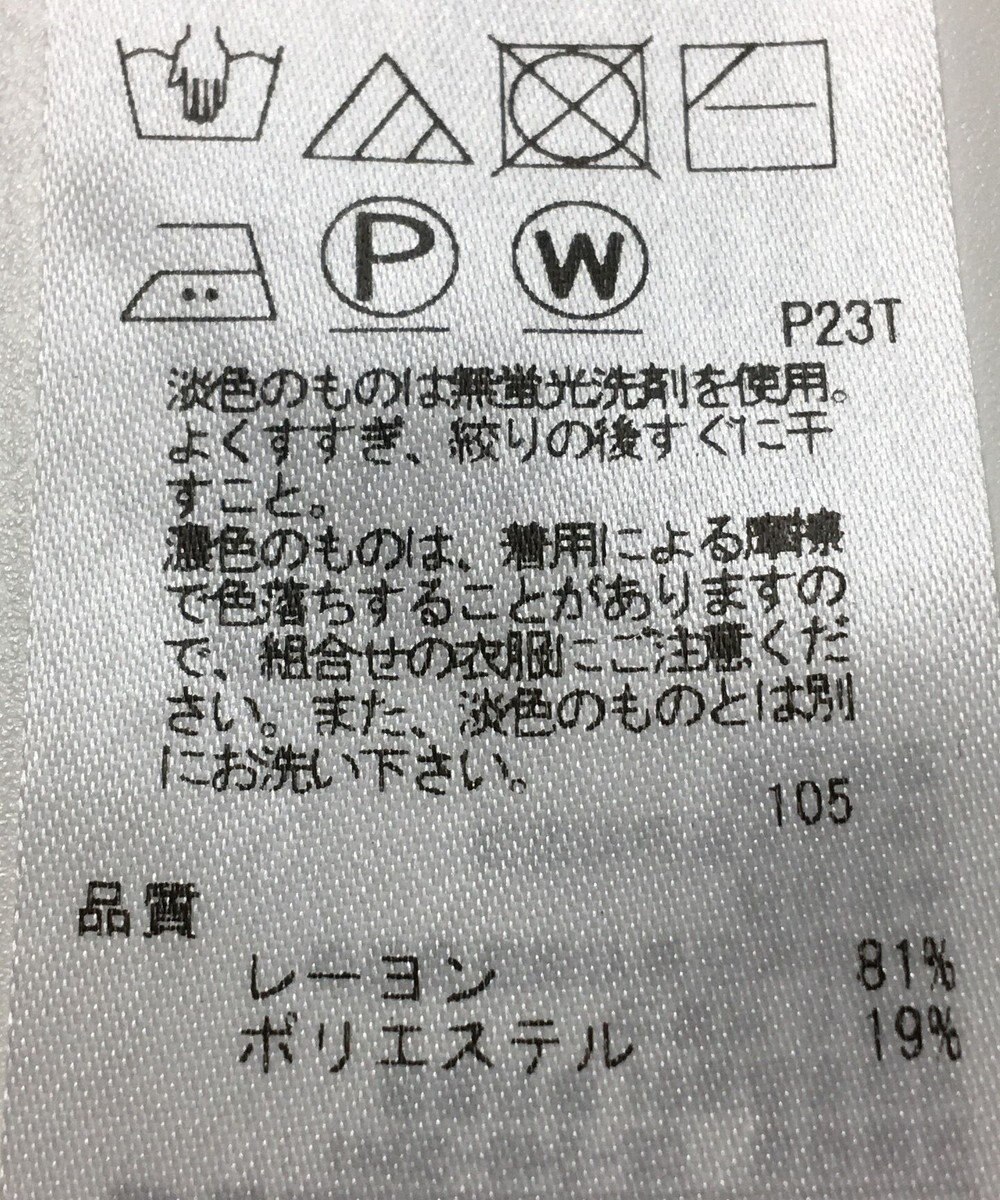 P W
P23T
淡色のものは無蛍光洗剤を使用。
よくすすぎ、絞りの後すぐに干
すこと。
濃色のものは、着用による摩擦
で色落ちすることがありますの
で、組合せの衣服にご注意くだ
さい。また、淡色のものとは別
にお洗い下さい。
105
品質
レーヨン 81%
ポリエステル 19%